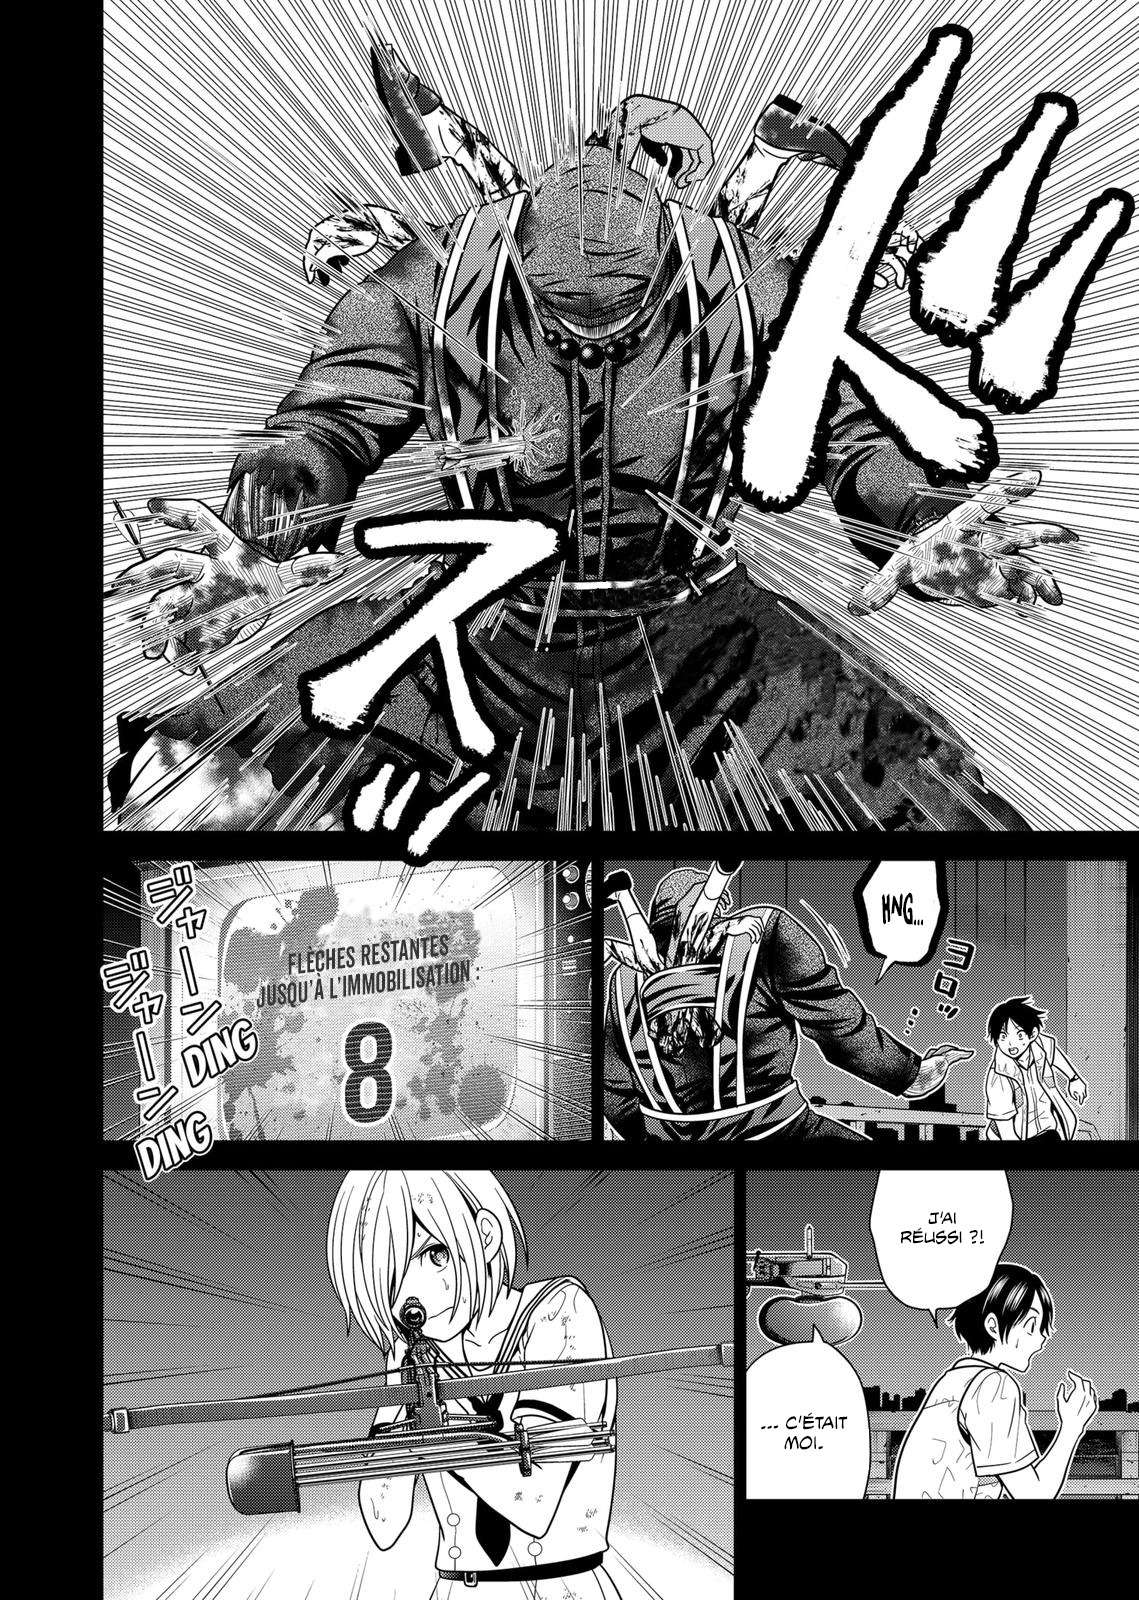 ドドスッ
HNG...
ヨロッ…
FLÈCHES RESTANTES
JUSQU'À L'IMMOBILISATION :
8
ジャーン
DING
ジャーン
DING
J'AI
RÉUSSI ?!
... C'ÉTAIT
MOI.